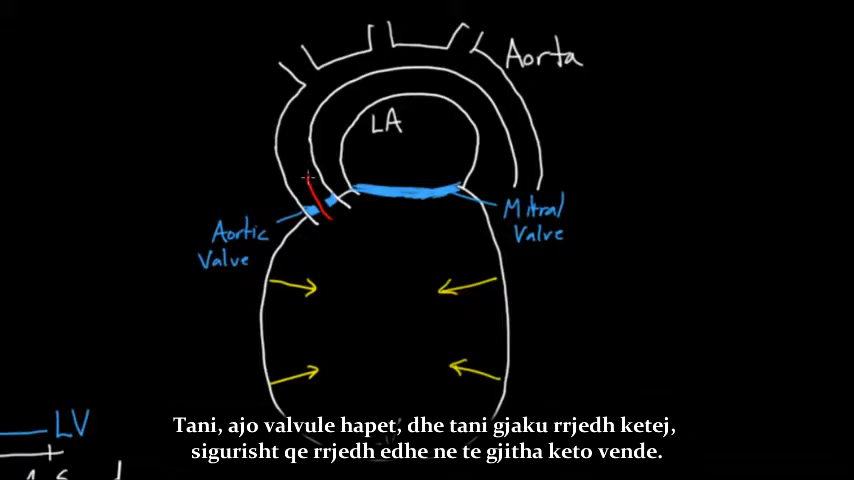 Aorta
LA
Mitral
Valve
Aortic
Valve
LV
Tani, ajo valvule hapet, dhe tani gjaku rrjedh ketej,
sigurisht qe rrjedh edhe ne te gjitha keto vende.